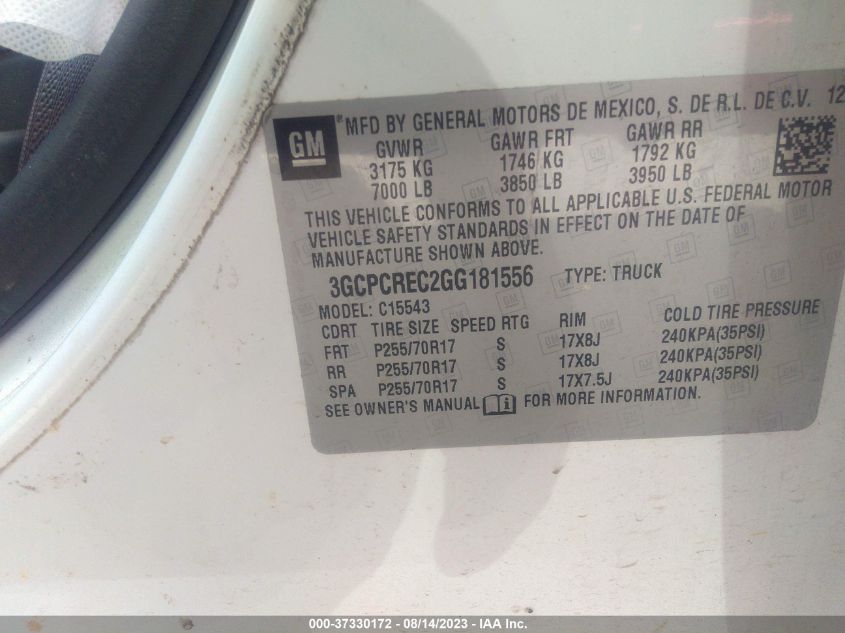 GM ® MFD BY GENERAL MOTORS DE MEXICO, S. DE R.L. DE C.V. 12
GVWR GAWR FRT GAWR RR
3175 KG 1746 KG 1792 KG
7000 LB 3850 LB 3950 LB
THIS VEHICLE CONFORMS TO ALL APPLICABLE U.S. FEDERAL MOTOR
VEHICLE SAFETY STANDARDS IN EFFECT ON THE DATE OF
MANUFACTURE SHOWN ABOVE.
3GCPCREC2GG181556 TYPE: TRUCK
MODEL: C15543
CDRT TIRE SIZE SPEED RTG RIM COLD TIRE PRESSURE
FRT P255/70R17 S 17X8J 240KPA(35PSI)
RR P255/70R17 S 17X8J 240KPA(35PSI)
SPA P255/70R17 S 17X7.5J 240KPA(35PSI)
SEE OWNER'S MANUAL i FOR MORE INFORMATION.
000-37330172 - 08/14/2023 - IAA Inc.